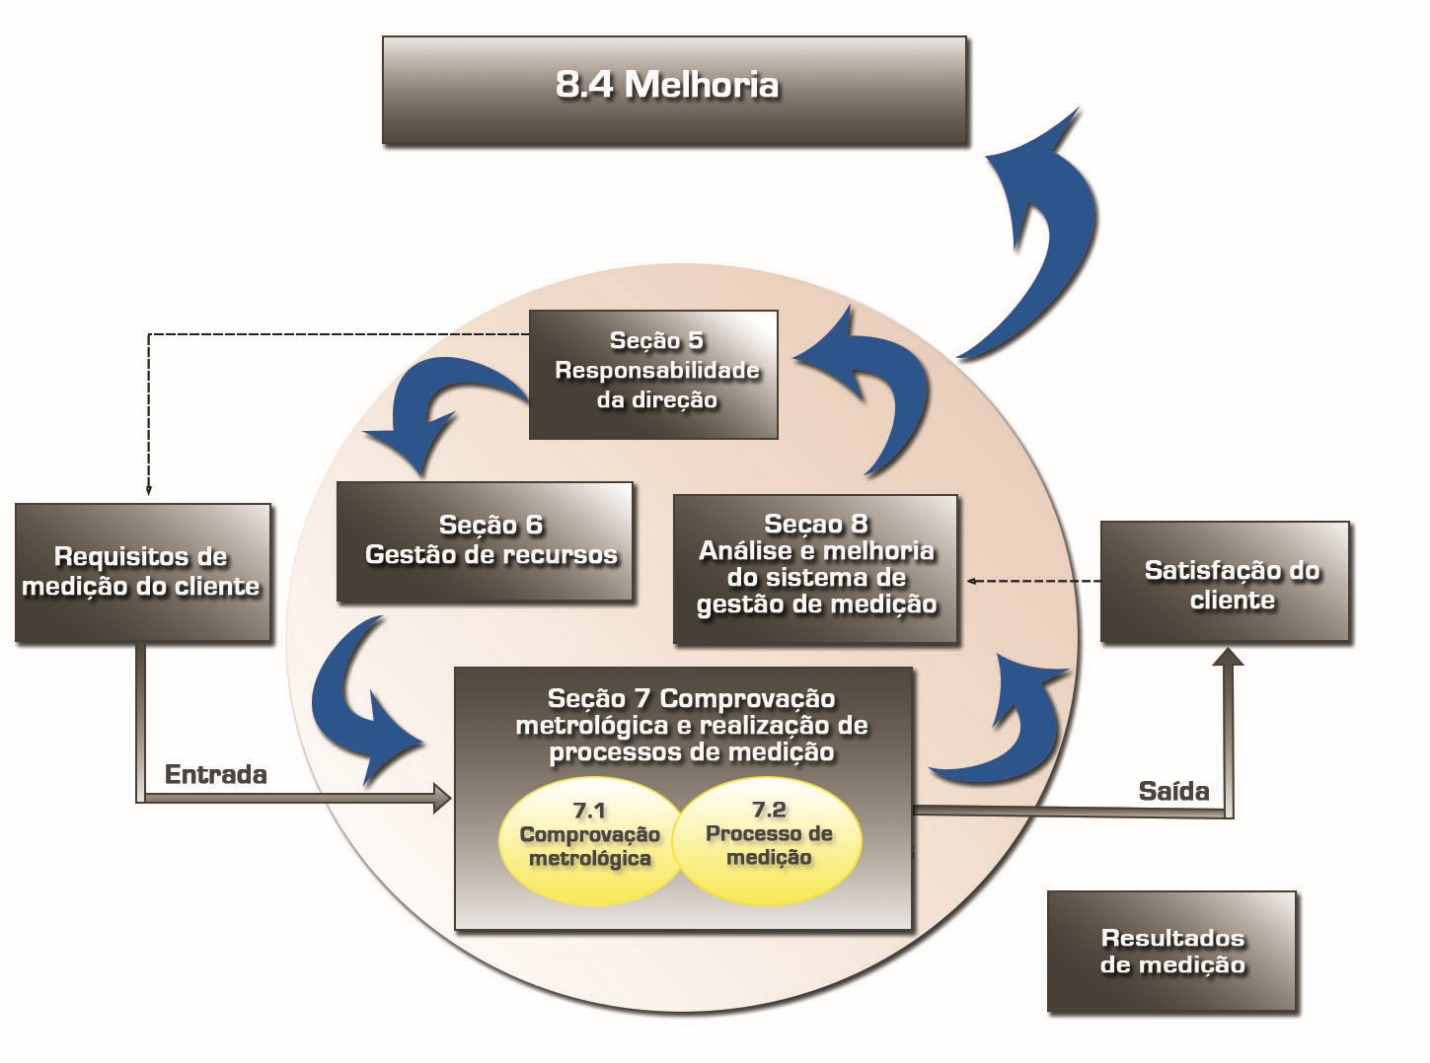 8.4 Melhoria
Seção 5
Responsabilidade
da direção
Seção 6
Gestão de recursos
Seçao 8
Análise e melhoria
do sistema de
gestão de medição
Requisitos de
medição do cliente
Satisfação do
cliente
Seção 7 Comprovação
metrológica e realização de
processos de medição
Entrada
Saída
7.1
Comprovação
metrológica
7.2
Processo de
medição
Resultados
de medição